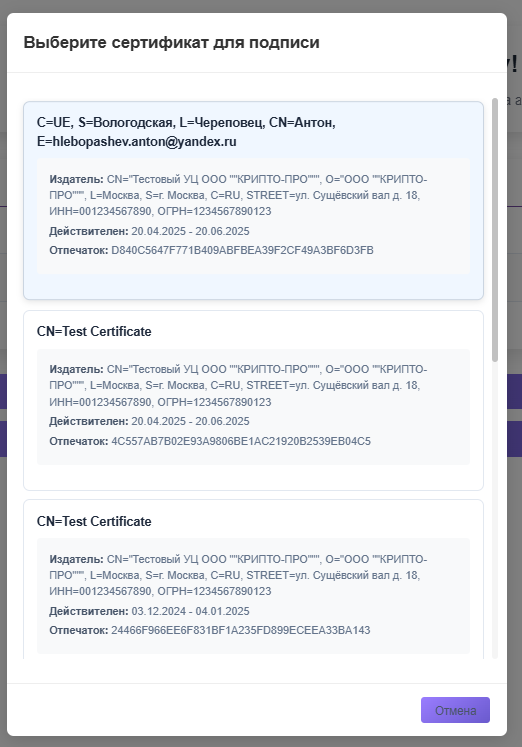 Выберите сертификат для подписи
у!
а а
C=UE, S=Вологодская, L=Череповец, CN=Антон,
E=hlebopashev.anton@yandex.ru
Издатель: CN="Тестовый УЦ ООО ""КРИПТО-ПРО""", O="ООО ""КРИПТО-
ПРО""", L=Москва, S=г. Москва, C=RU, STREET=ул. Сущёвский вал д. 18,
ИНН=001234567890, ОГРН=1234567890123
Действителен: 20.04.2025 - 20.06.2025
Отпечаток: D840C5647F771B409ABFBEA39F2CF49A3BF6D3FB
CN=Test Certificate
Издатель: CN="Тестовый УЦ ООО ""КРИПТО-ПРО""", O="ООО ""КРИПТО-
ПРО""", L=Москва, S=г. Москва, C=RU, STREET=ул. Сущёвский вал д. 18,
ИНН=001234567890, ОГРН=1234567890123
Действителен: 20.04.2025 - 20.06.2025
Отпечаток: 4C557AB7B02E93A9806BE1AC21920B2539EB04C5
CN=Test Certificate
Издатель: CN="Тестовый УЦ ООО ""КРИПТО-ПРО""", O="ООО ""КРИПТО-
ПРО""", L=Москва, S=г. Москва, C=RU, STREET=ул. Сущёвский вал д. 18,
ИНН=001234567890, ОГРН=1234567890123
Действителен: 03.12.2024 - 04.01.2025
Отпечаток: 24466F966EE6F831BF1A235FD899ECEEA33BA143
Отмена